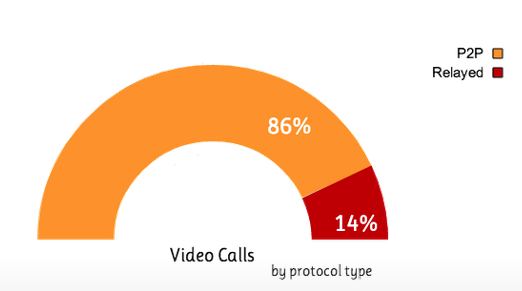 P2P
Relayed
86%
14%
Video Calls
by protocol type